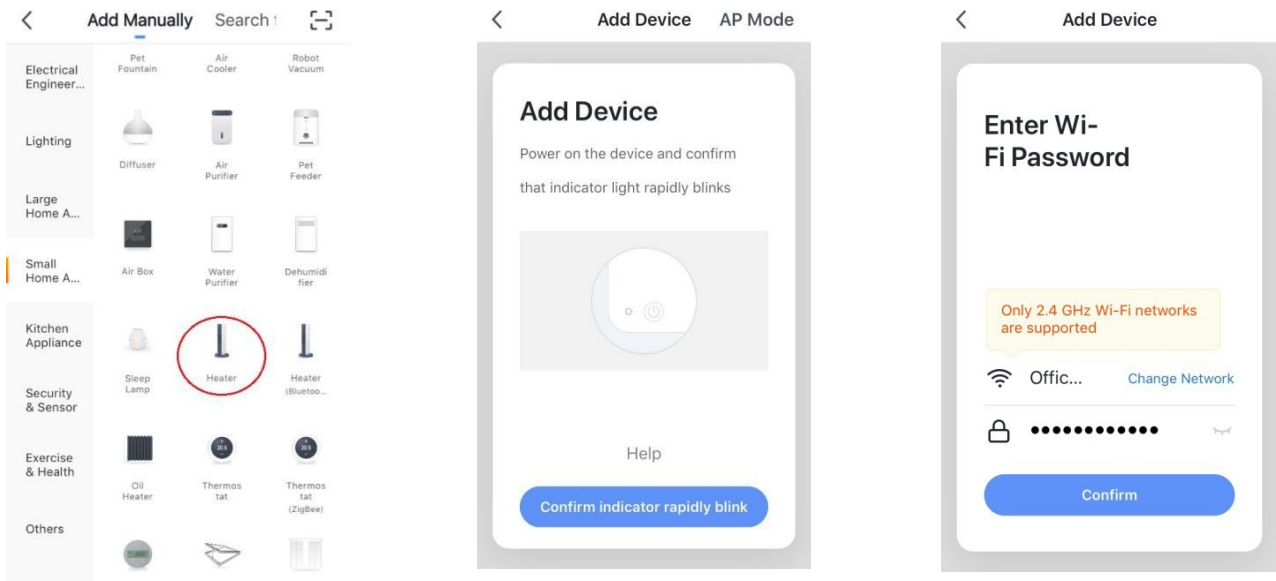 Add Manually Search f
Electrical
Engineer...
Lighting
Large
Home A...
Small
Home A...
Kitchen
Appliance
Security
& Sensor
Exercise
& Health
Others
Pet
Fountain
Air
Cooler
Robot
Vacuum
Diffuser
Air
Purifier
Pet
Feeder
Air Box
Water
Purifier
Dehumidi
fier
Sleep
Lamp
Heater
Heater
(Bluetoo...
Oil
Heater
Thermos
tat
Thermos
tat
(ZigBee)
Add Device AP Mode
Add Device
Power on the device and confirm
that indicator light rapidly blinks
Help
Confirm indicator rapidly blink
Add Device
Enter Wi-
Fi Password
Only 2.4 GHz Wi-Fi networks
are supported
Offic... Change Network
••••••••••••
Confirm